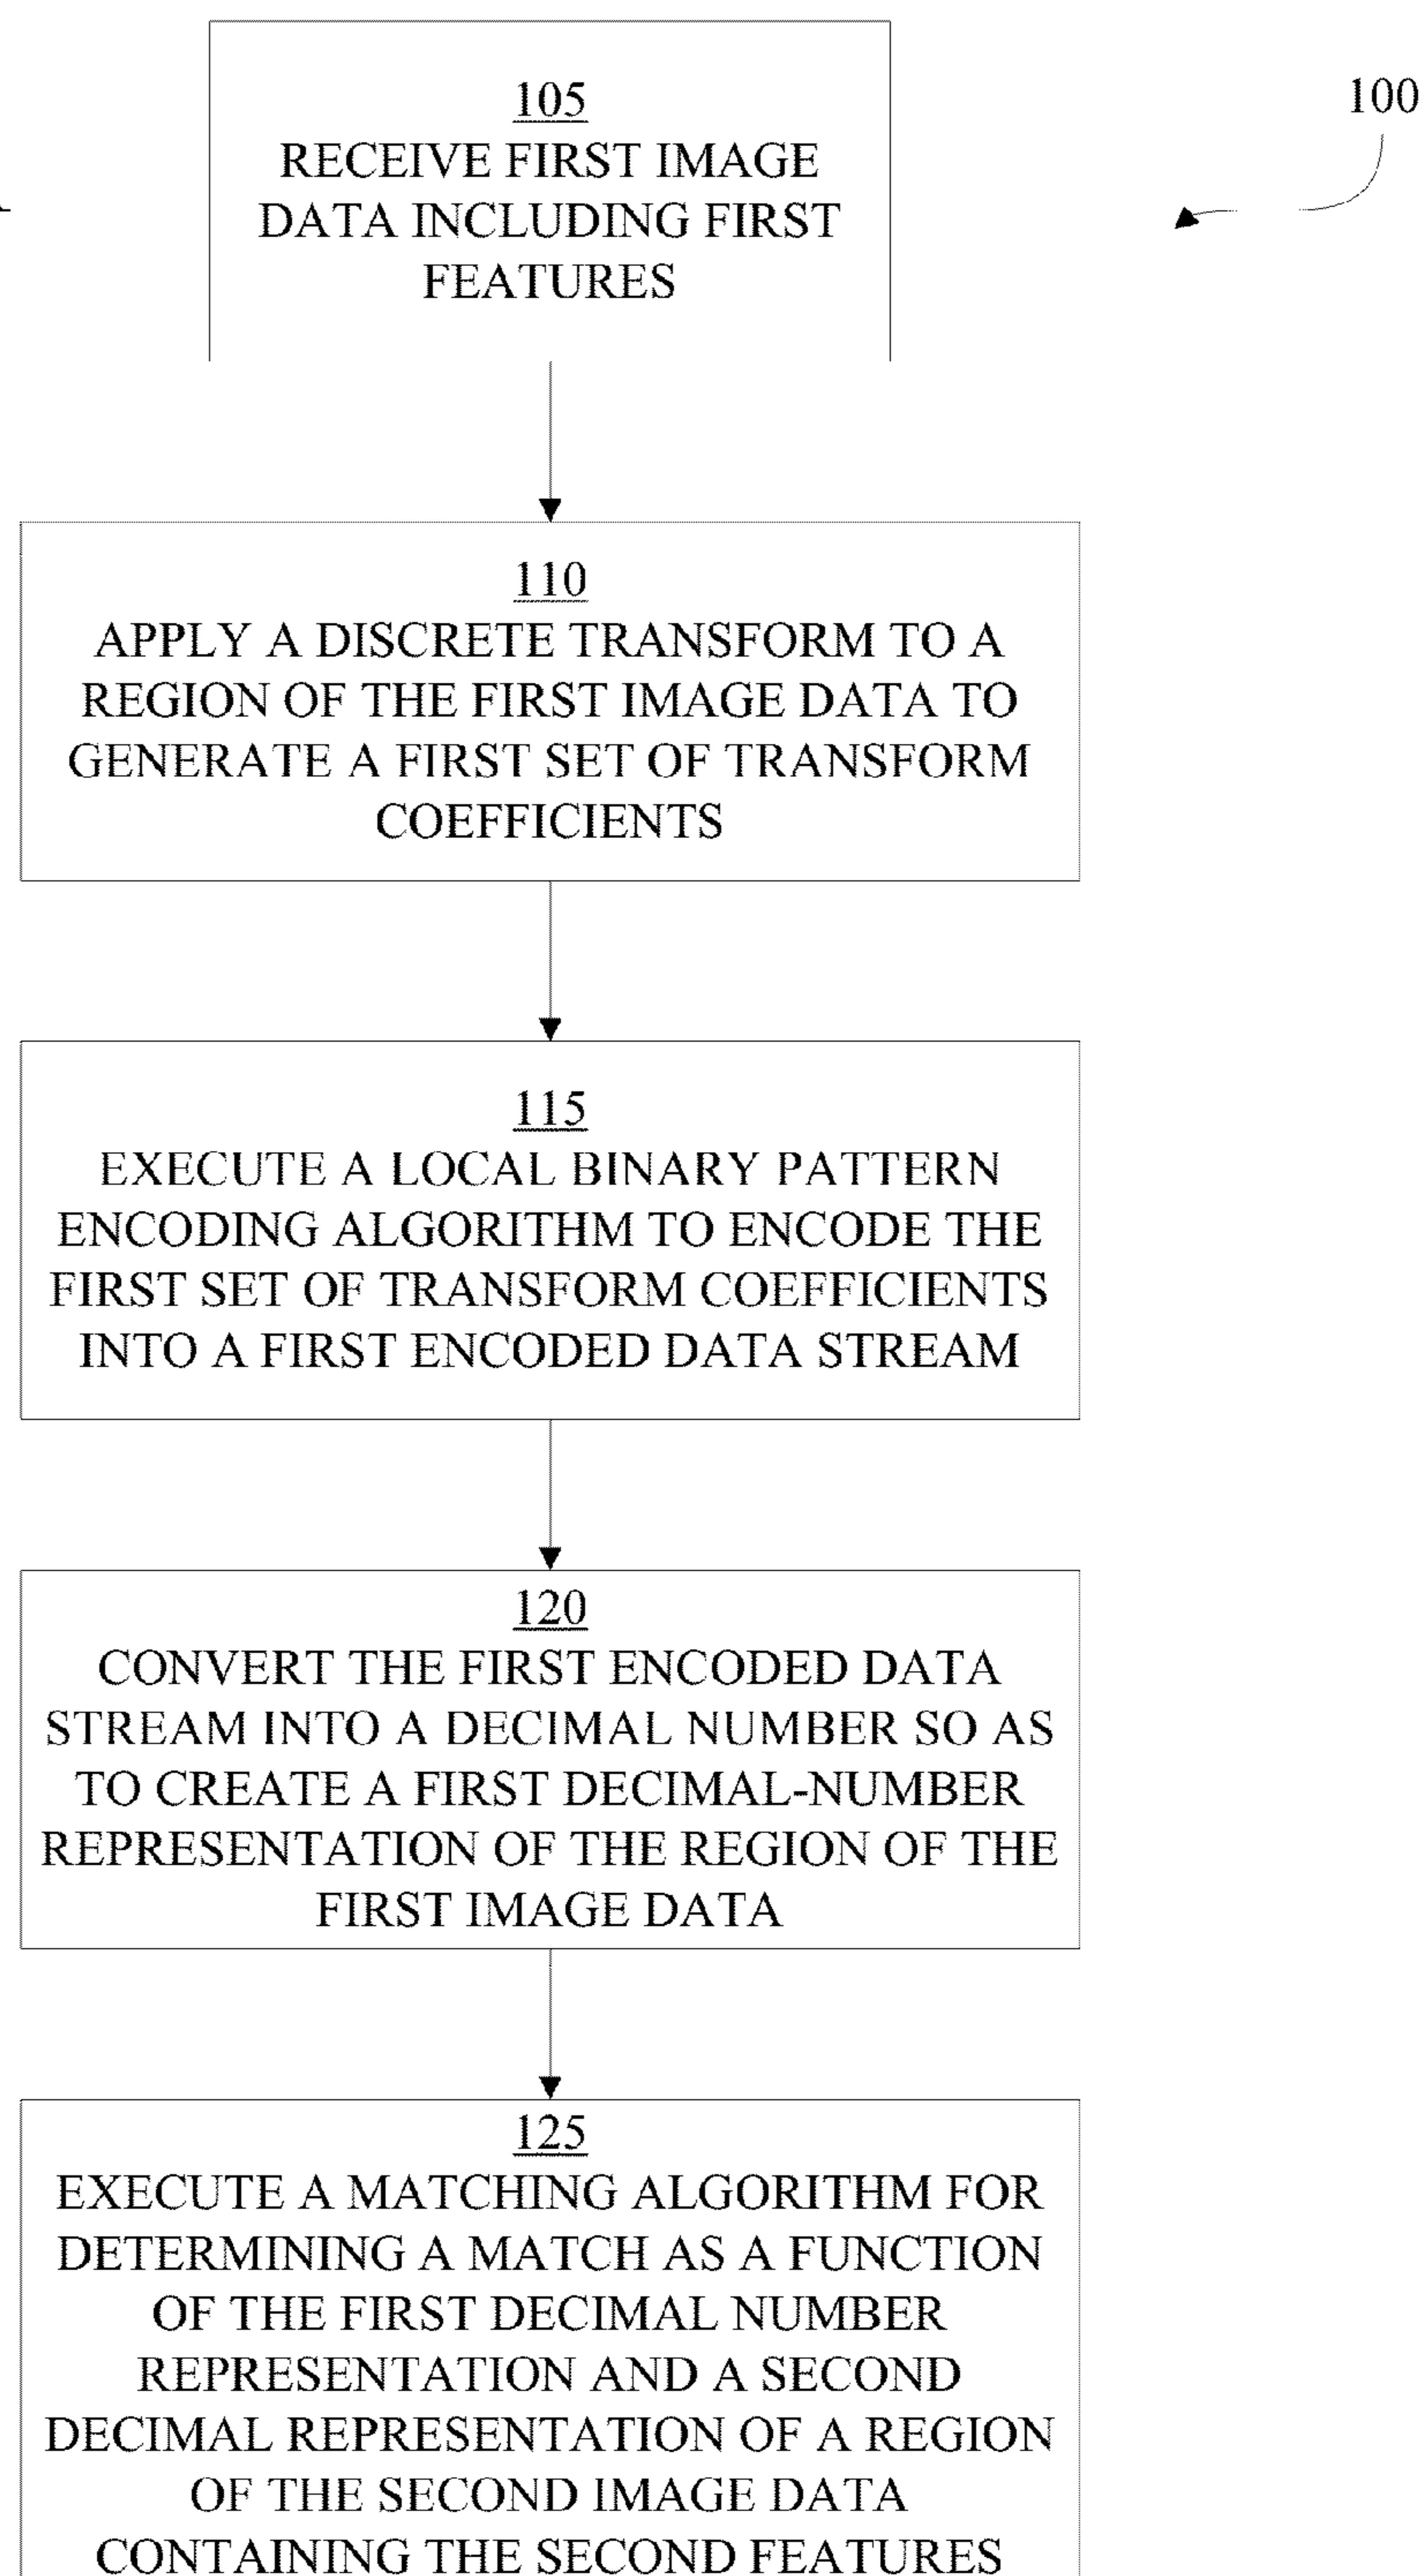 100
105
RECEIVE FIRST IMAGE
DATA INCLUDING FIRST
FEATURES
110
APPLY A DISCRETE TRANSFORM TO A
REGION OF THE FIRST IMAGE DATA TO
GENERATE A FIRST SET OF TRANSFORM
COEFFICIENTS
115
EXECUTE A LOCAL BINARY PATTERN
ENCODING ALGORITHM TO ENCODE THE
FIRST SET OF TRANSFORM COEFFICIENTS
INTO A FIRST ENCODED DATA STREAM
120
CONVERT THE FIRST ENCODED DATA
STREAM INTO A DECIMAL NUMBER SO AS
TO CREATE A FIRST DECIMAL-NUMBER
REPRESENTATION OF THE REGION OF THE
FIRST IMAGE DATA
125
EXECUTE A MATCHING ALGORITHM FOR
DETERMINING A MATCH AS A FUNCTION
OF THE FIRST DECIMAL NUMBER
REPRESENTATION AND A SECOND
DECIMAL REPRESENTATION OF A REGION
OF THE SECOND IMAGE DATA
CONTAINING THE SECOND FEATURES